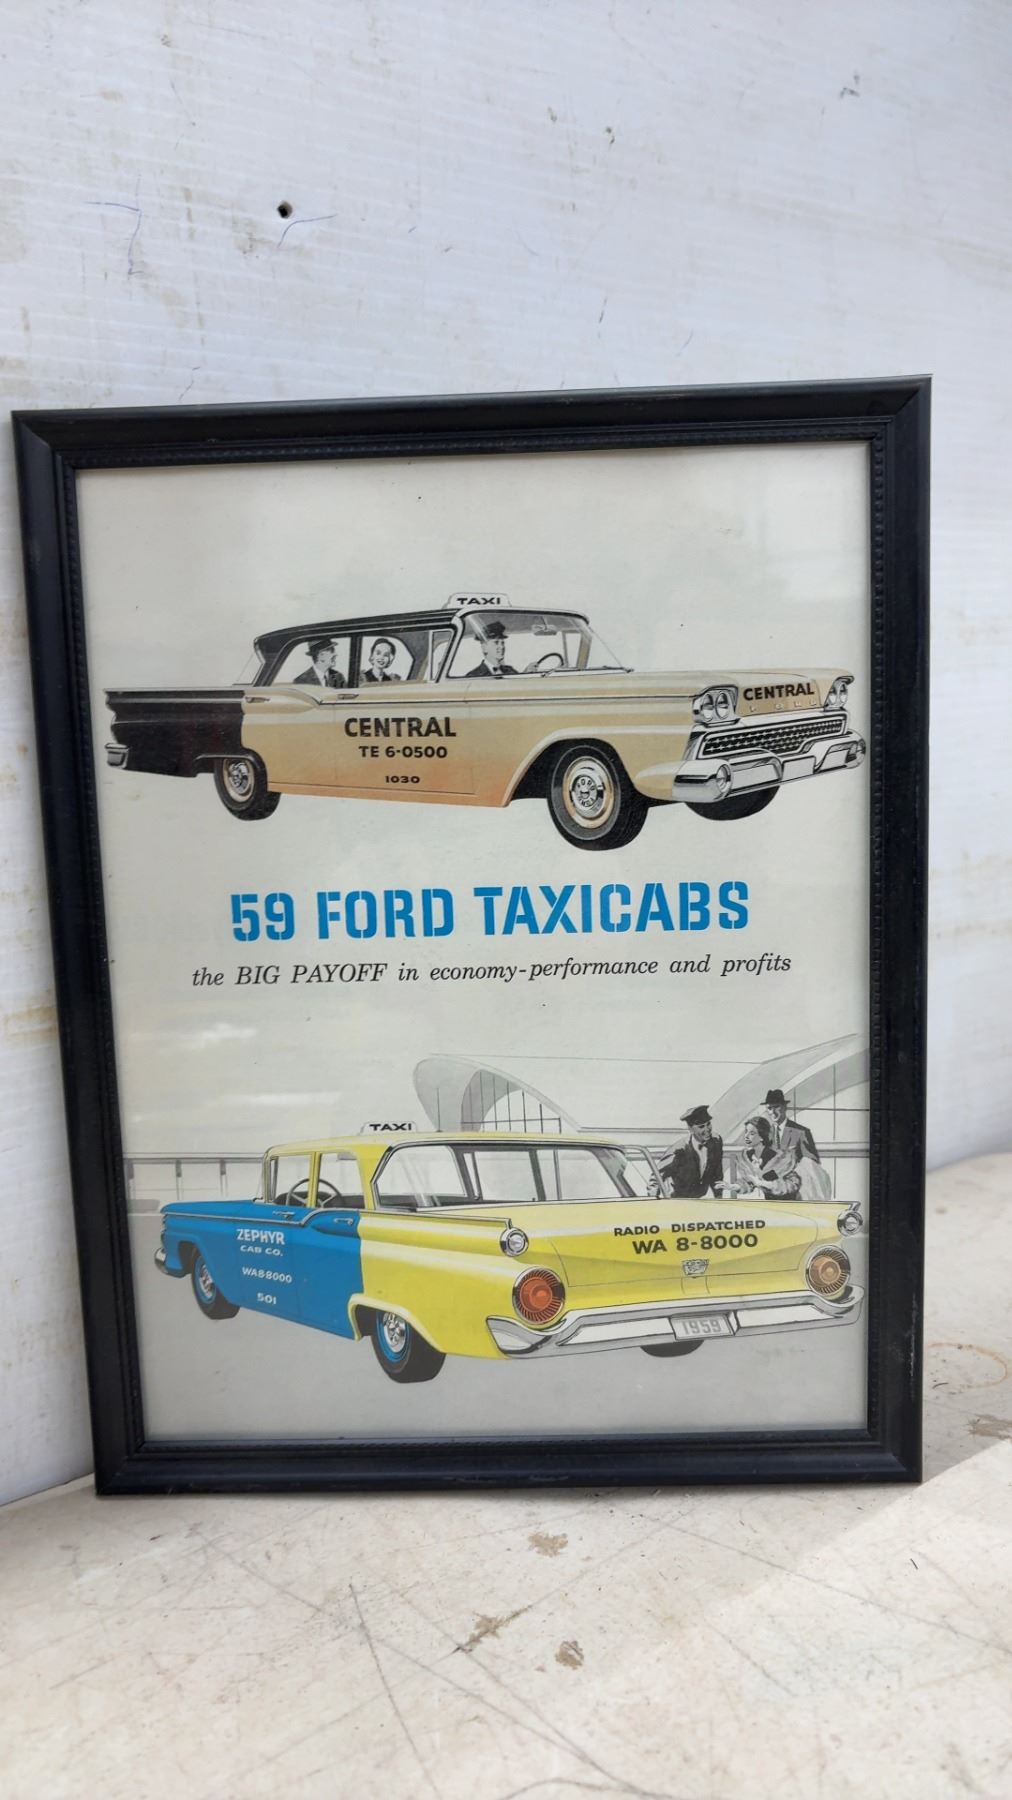 TAXI
CENTRAL
FORD
CENTRAL
TE 6-0500
1030
59 FORD TAXICABS
the BIG PAYOFF in economy-performance and profits
TAXI
ZEPHYR
CAB CO.
WA88000
501
RADIO DISPATCHED
WA 8-8000
1959